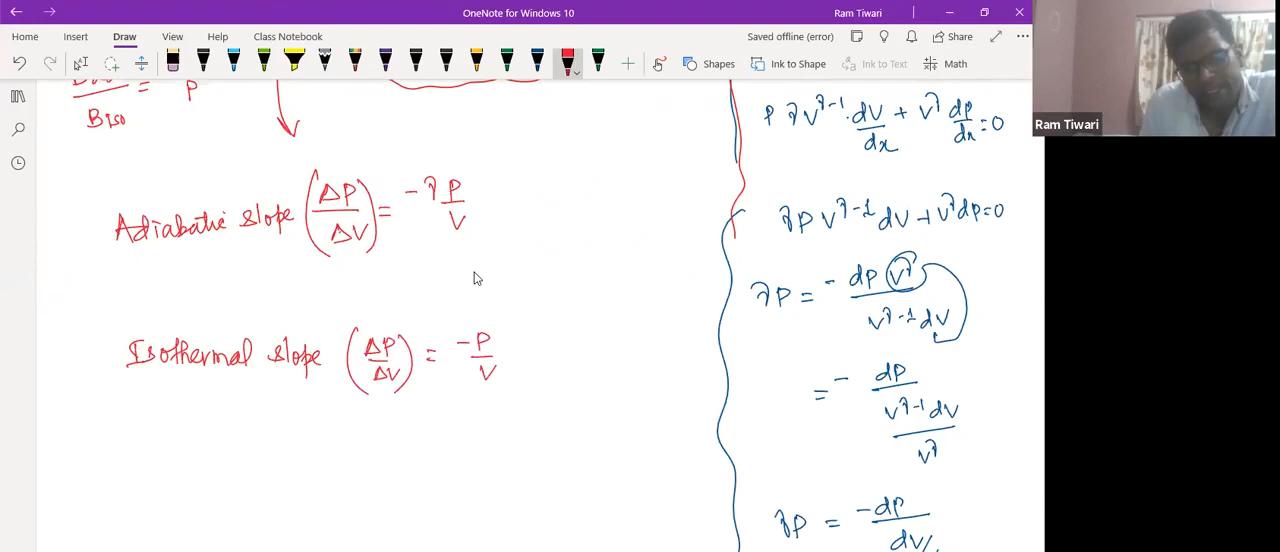 OneNote for Windows 10
Ram Tiwari
Home Insert Draw View Help Class Notebook
Saved offline (error)
Share
Shapes
Ink to Shape
Ink to Text
Math
Ram Tiwari
Biso = P
Adiabatic slope (ΔP/ΔV) = -γP/V
Isothermal slope (ΔP/ΔV) = -P/V
P γ V^γ-1 . dV/dx + V^γ dP/dx = 0
γP V^γ-1 dV + V^γ dP = 0
γP = - dP V^γ / V^γ-1 dV
= - dP / V^γ-1 dV / V^γ
γP = -dP / dV/